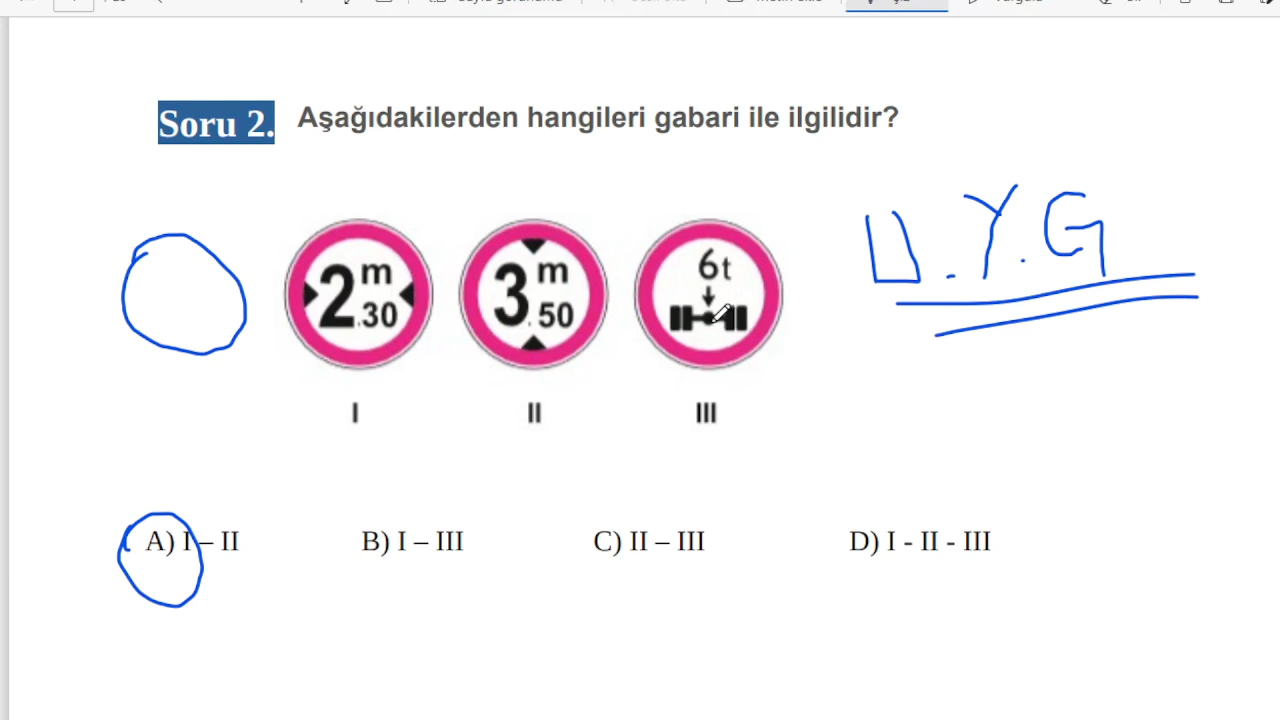 Soru 2. Aşağıdakilerden hangileri gabari ile ilgilidir?
U.Y.G
2 m .30
3 m .50
6t
I II III
A) I – II B) I – III C) II – III D) I - II - III